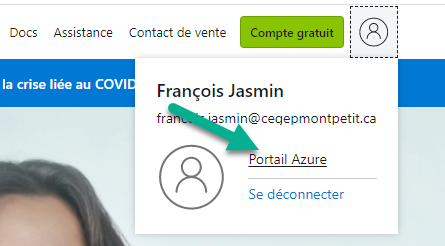 Docs Assistance Contact de vente Compte gratuit
la crise liée au COVID
François Jasmin
francois.jasmin@cegepmontpetit.ca
Portail Azure
Se déconnecter